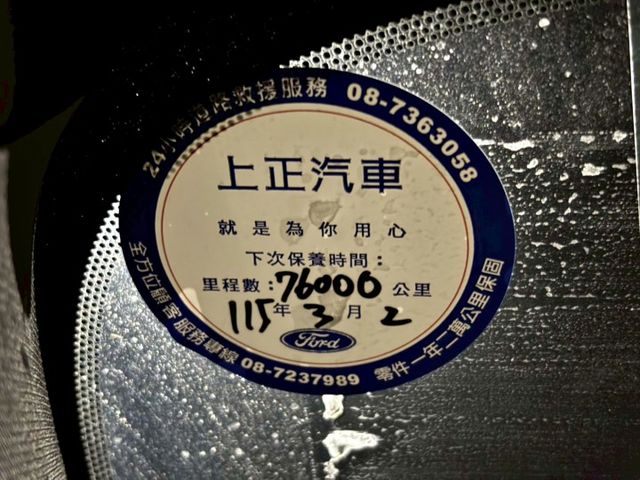 24小時道路救援服務 08-7363058
上正汽車
就是為你用心
下次保養時間：
里程數：76000公里
115年3月2
Ford
全方位顧客服務專線 08-7237989 零件一年二萬公里保固